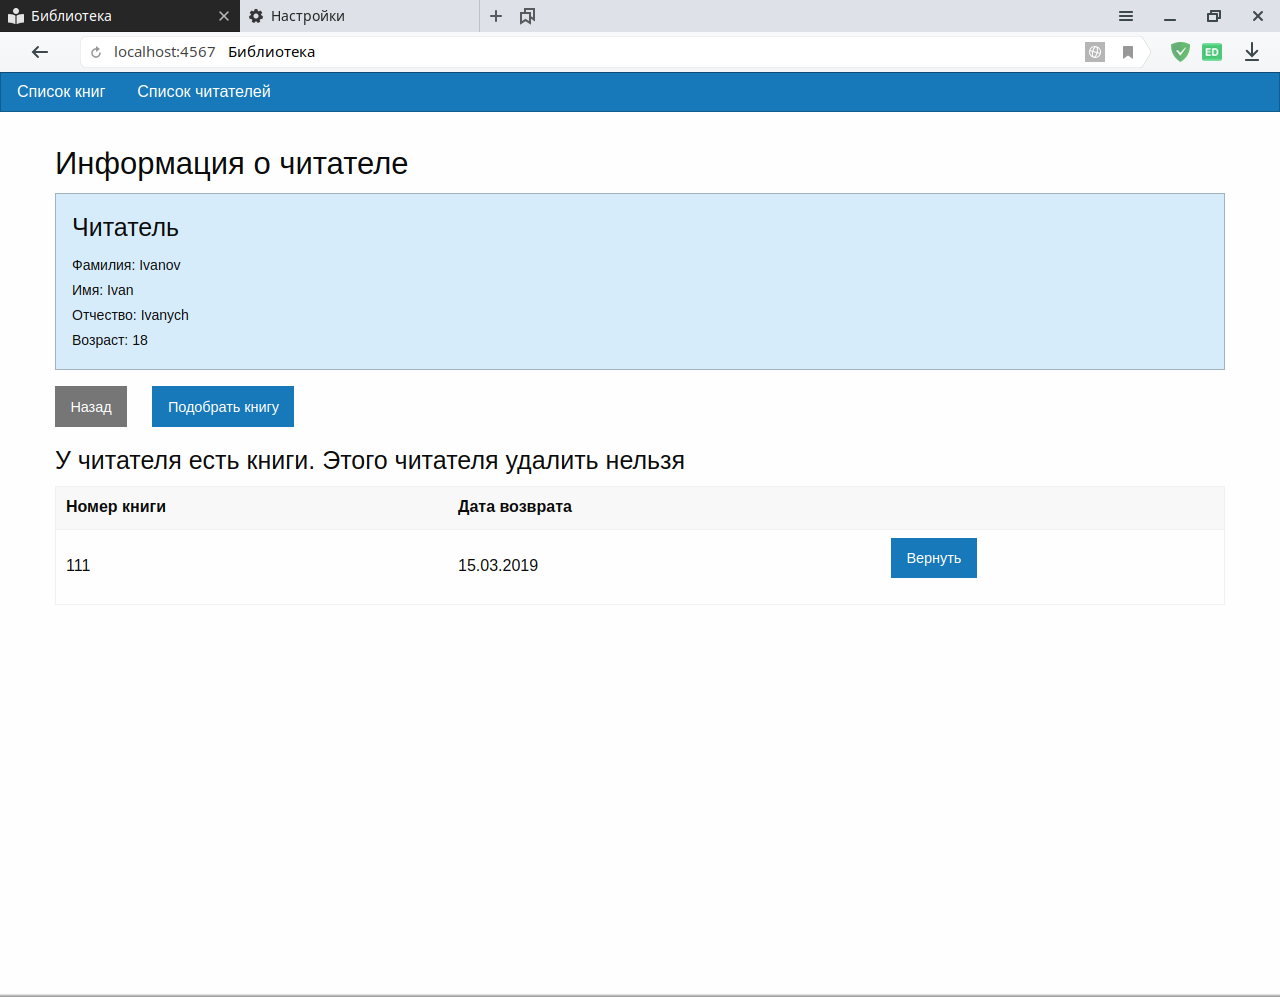 Библиотека
Настройки
localhost:4567 Библиотека
ED
Список книг Список читателей
Информация о читателе
Читатель
Фамилия: Ivanov
Имя: Ivan
Отчество: Ivanych
Возраст: 18
Назад Подобрать книгу
У читателя есть книги. Этого читателя удалить нельзя
Номер книги Дата возврата
111 15.03.2019 Вернуть